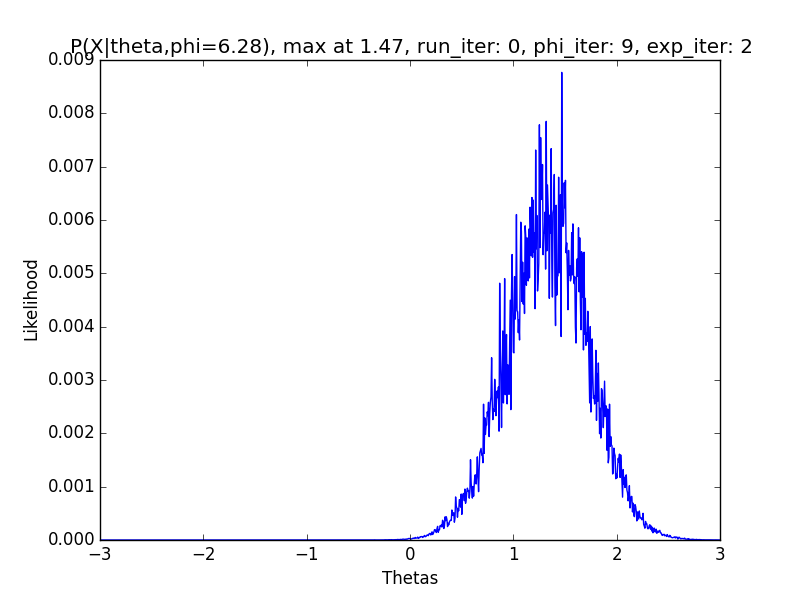 P(X|theta,phi=6.28), max at 1.47, run_iter: 0, phi_iter: 9, exp_iter: 2
0.009
0.008
0.007
0.006
0.005
0.004
0.003
0.002
0.001
0.000
Likelihood
−3 −2 −1 0 1 2 3
Thetas